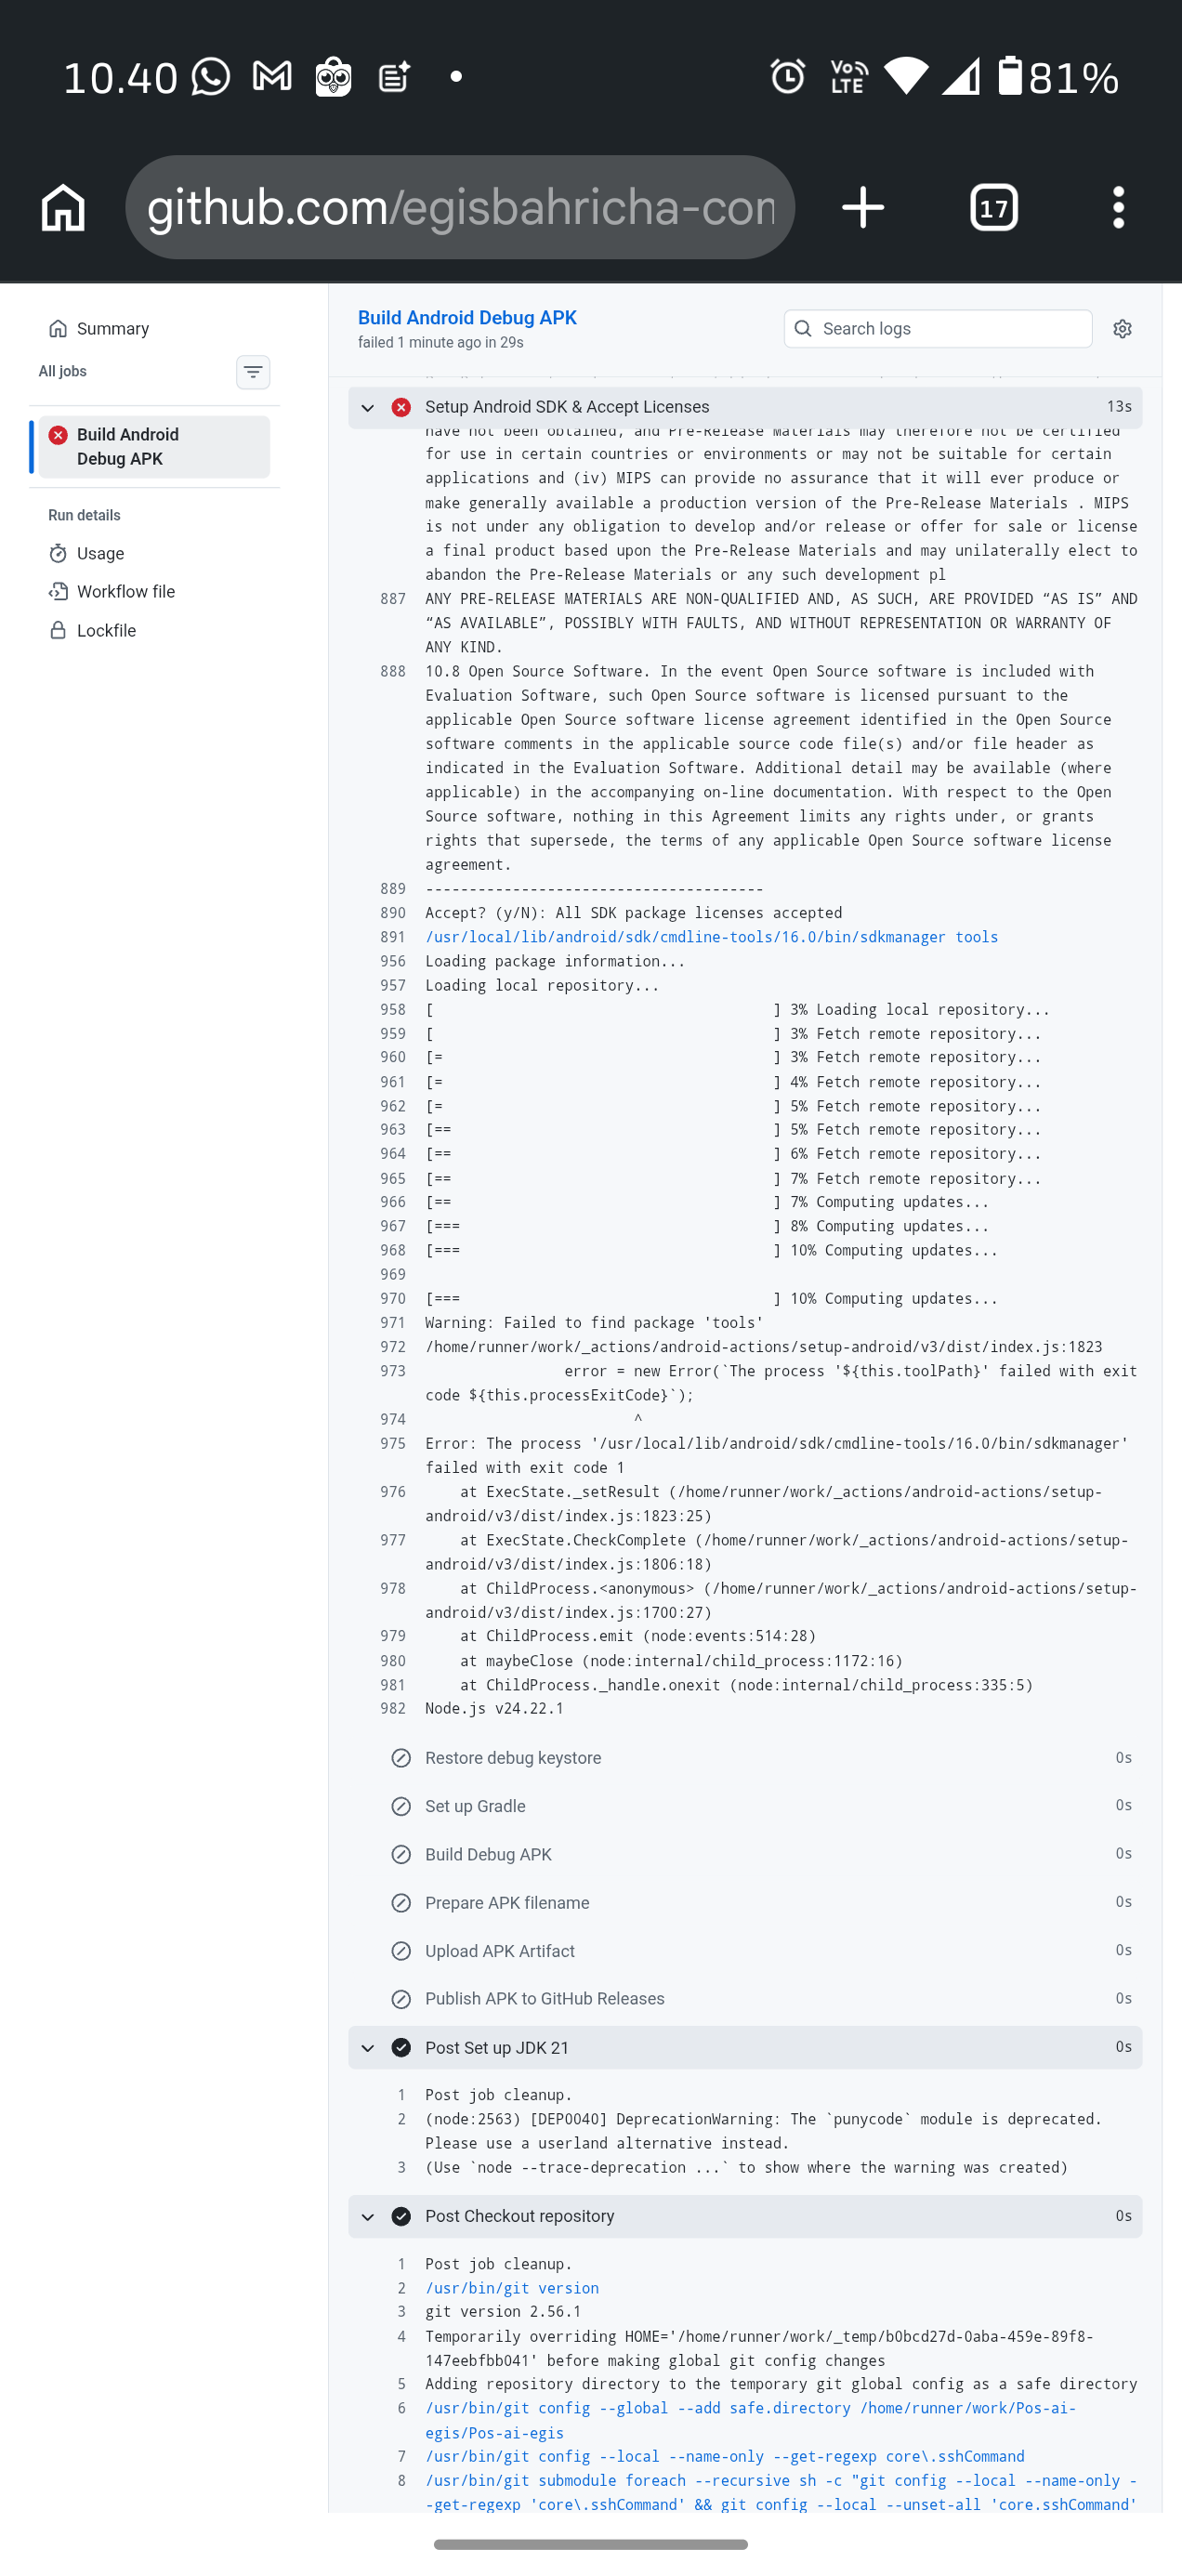 10.40
Vo
LTE
81%
github.com/egisbahricha-con
17
Summary
All jobs
Build Android
Debug APK
Run details
Usage
Workflow file
Lockfile
Build Android Debug APK
failed 1 minute ago in 29s
Search logs
Setup Android SDK & Accept Licenses 13s
have not been obtained, and Pre-Release Materials may therefore not be certified
for use in certain countries or environments or may not be suitable for certain
applications and (iv) MIPS can provide no assurance that it will ever produce or
make generally available a production version of the Pre-Release Materials . MIPS
is not under any obligation to develop and/or release or offer for sale or license
a final product based upon the Pre-Release Materials and may unilaterally elect to
abandon the Pre-Release Materials or any such development pl
887 ANY PRE-RELEASE MATERIALS ARE NON-QUALIFIED AND, AS SUCH, ARE PROVIDED “AS IS” AND
“AS AVAILABLE”, POSSIBLY WITH FAULTS, AND WITHOUT REPRESENTATION OR WARRANTY OF
ANY KIND.
888 10.8 Open Source Software. In the event Open Source software is included with
Evaluation Software, such Open Source software is licensed pursuant to the
applicable Open Source software license agreement identified in the Open Source
software comments in the applicable source code file(s) and/or file header as
indicated in the Evaluation Software. Additional detail may be available (where
applicable) in the accompanying on-line documentation. With respect to the Open
Source software, nothing in this Agreement limits any rights under, or grants
rights that supersede, the terms of any applicable Open Source software license
agreement.
889 ---------------------------------------
890 Accept? (y/N): All SDK package licenses accepted
891 /usr/local/lib/android/sdk/cmdline-tools/16.0/bin/sdkmanager tools
956 Loading package information...
957 Loading local repository...
958 [                                       ] 3% Loading local repository...
959 [                                       ] 3% Fetch remote repository...
960 [=                                      ] 3% Fetch remote repository...
961 [=                                      ] 4% Fetch remote repository...
962 [=                                      ] 5% Fetch remote repository...
963 [==                                     ] 5% Fetch remote repository...
964 [==                                     ] 6% Fetch remote repository...
965 [==                                     ] 7% Fetch remote repository...
966 [==                                     ] 7% Computing updates...
967 [===                                    ] 8% Computing updates...
968 [===                                    ] 10% Computing updates...
969
970 [===                                    ] 10% Computing updates...
971 Warning: Failed to find package 'tools'
972 /home/runner/work/_actions/android-actions/setup-android/v3/dist/index.js:1823
973 error = new Error(`The process '${this.toolPath}' failed with exit
code ${this.processExitCode}`);
974 ^
975 Error: The process '/usr/local/lib/android/sdk/cmdline-tools/16.0/bin/sdkmanager'
failed with exit code 1
976 at ExecState._setResult (/home/runner/work/_actions/android-actions/setup-
android/v3/dist/index.js:1823:25)
977 at ExecState.CheckComplete (/home/runner/work/_actions/android-actions/setup-
android/v3/dist/index.js:1806:18)
978 at ChildProcess.<anonymous> (/home/runner/work/_actions/android-actions/setup-
android/v3/dist/index.js:1700:27)
979 at ChildProcess.emit (node:events:514:28)
980 at maybeClose (node:internal/child_process:1172:16)
981 at ChildProcess._handle.onexit (node:internal/child_process:335:5)
982 Node.js v24.22.1
Restore debug keystore 0s
Set up Gradle 0s
Build Debug APK 0s
Prepare APK filename 0s
Upload APK Artifact 0s
Publish APK to GitHub Releases 0s
Post Set up JDK 21 0s
1 Post job cleanup.
2 (node:2563) [DEP0040] DeprecationWarning: The `punycode` module is deprecated.
Please use a userland alternative instead.
3 (Use `node --trace-deprecation ...` to show where the warning was created)
Post Checkout repository 0s
1 Post job cleanup.
2 /usr/bin/git version
3 git version 2.56.1
4 Temporarily overriding HOME='/home/runner/work/_temp/b0bcd27d-0aba-459e-89f8-
147eebfbb041' before making global git config changes
5 Adding repository directory to the temporary git global config as a safe directory
6 /usr/bin/git config --global --add safe.directory /home/runner/work/Pos-ai-
egis/Pos-ai-egis
7 /usr/bin/git config --local --name-only --get-regexp core\.sshCommand
8 /usr/bin/git submodule foreach --recursive sh -c "git config --local --name-only -
-get-regexp 'core\.sshCommand' && git config --local --unset-all 'core.sshCommand'